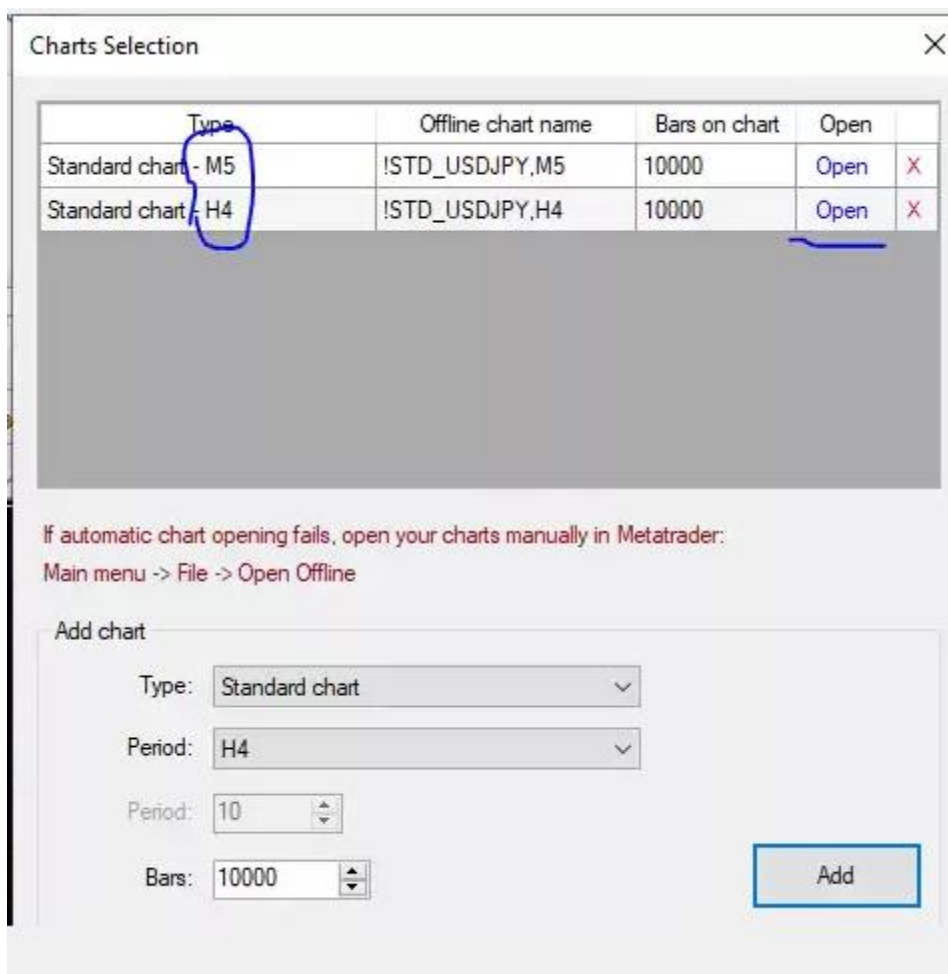 Charts Selection
Type Offline chart name Bars on chart Open
Standard chart - M5 !STD_USDJPY,M5 10000 Open X
Standard chart - H4 !STD_USDJPY,H4 10000 Open X
If automatic chart opening fails, open your charts manually in Metatrader:
Main menu -> File -> Open Offline
Add chart
Type: Standard chart
Period: H4
Period: 10
Bars: 10000
Add